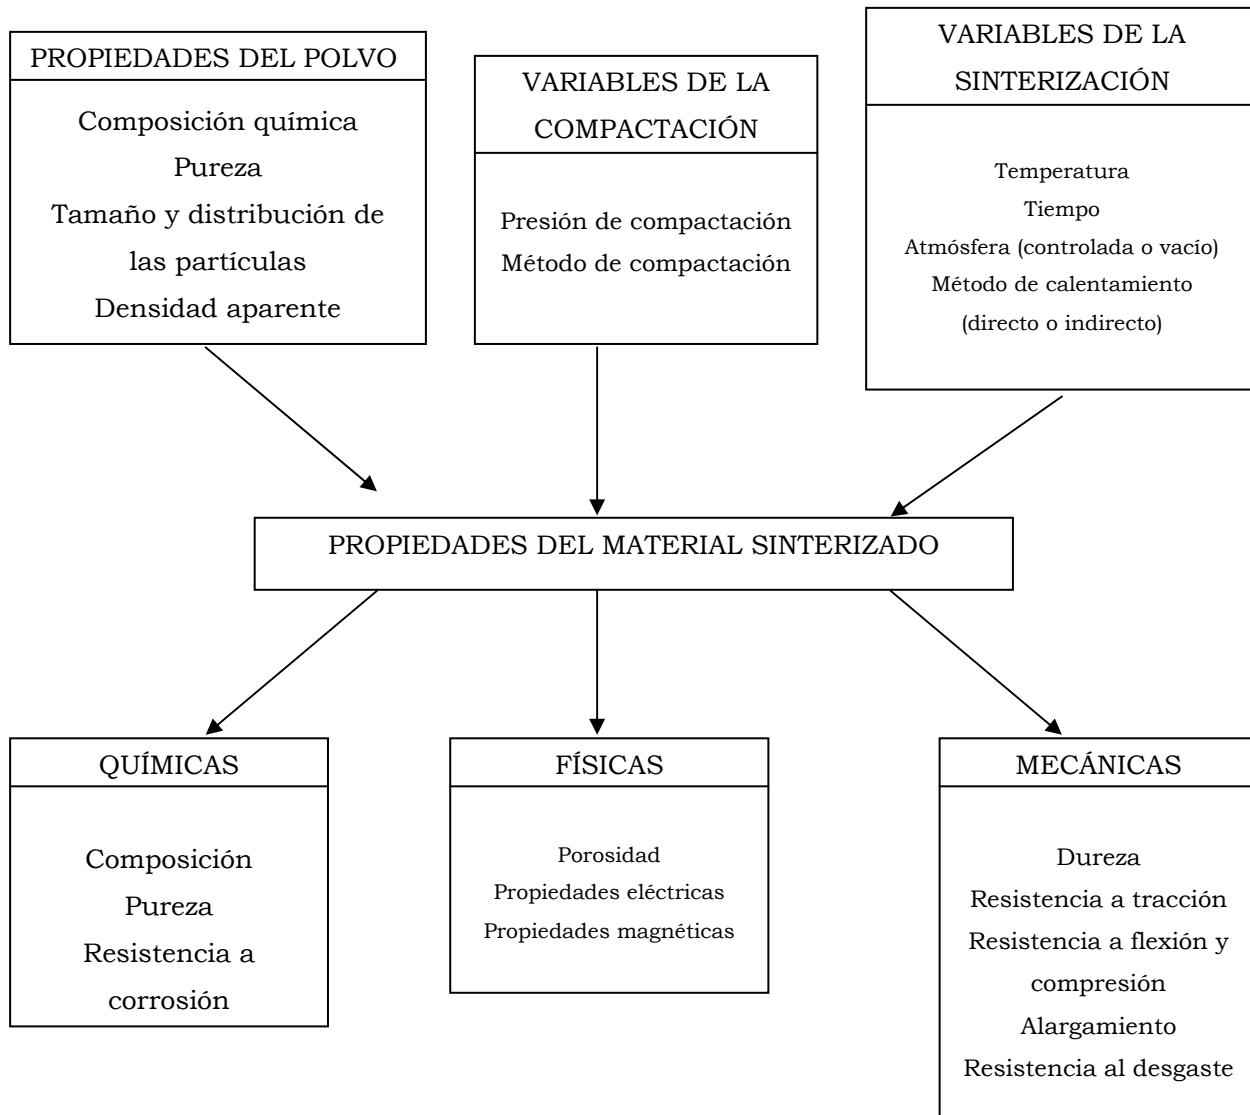 PROPIEDADES DEL POLVO
Composición química
Pureza
Tamaño y distribución de
las partículas
Densidad aparente
VARIABLES DE LA
COMPACTACIÓN
Presión de compactación
Método de compactación
VARIABLES DE LA
SINTERIZACIÓN
Temperatura
Tiempo
Atmósfera (controlada o vacío)
Método de calentamiento
(directo o indirecto)
PROPIEDADES DEL MATERIAL SINTERIZADO
QUÍMICAS
Composición
Pureza
Resistencia a
corrosión
FÍSICAS
Porosidad
Propiedades eléctricas
Propiedades magnéticas
MECÁNICAS
Dureza
Resistencia a tracción
Resistencia a flexión y
compresión
Alargamiento
Resistencia al desgaste